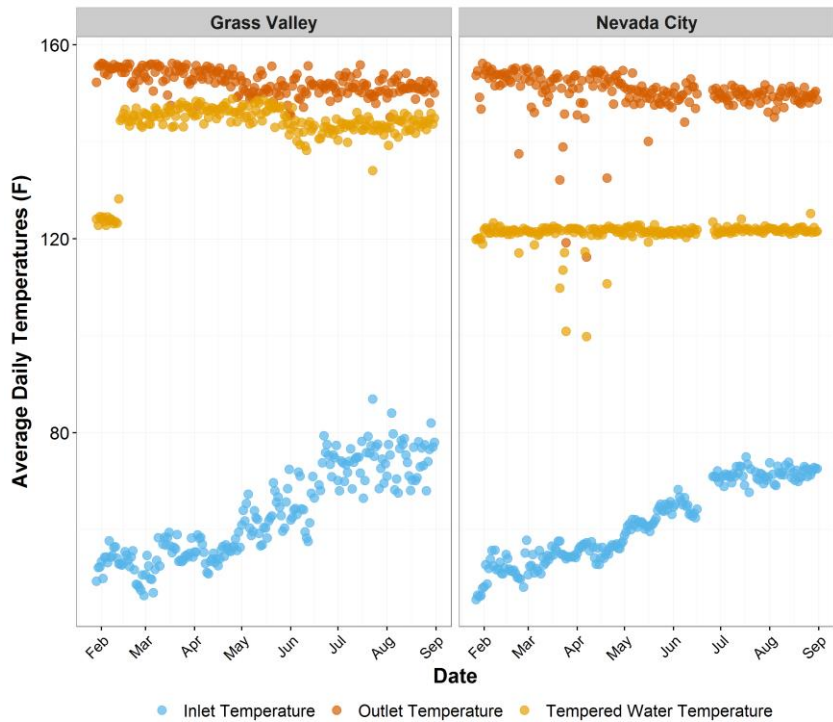 Grass Valley
Nevada City
Average Daily Temperatures (F)
160
120
80
Feb Mar Apr May Jun Jul Aug Sep
Feb Mar Apr May Jun Jul Aug Sep
Date
Inlet Temperature Outlet Temperature Tempered Water Temperature